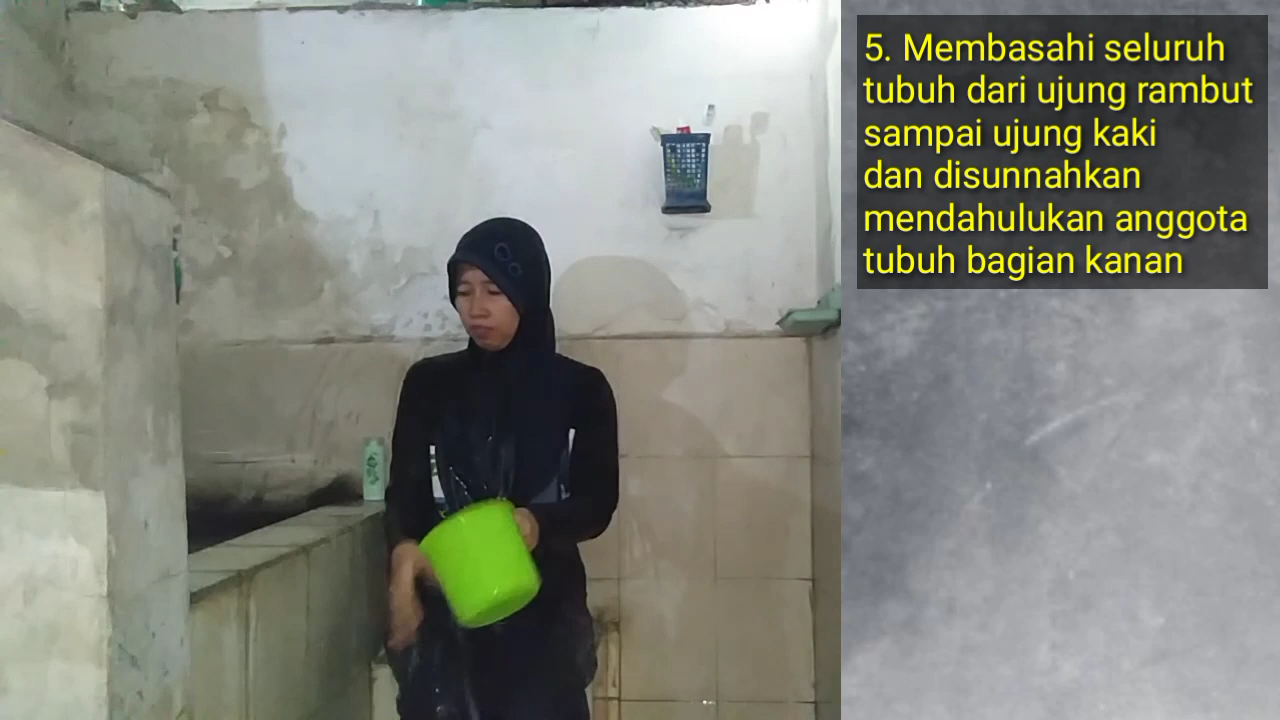 5. Membasahi seluruh
tubuh dari ujung rambut
sampai ujung kaki
dan disunnahkan
mendahulukan anggota
tubuh bagian kanan